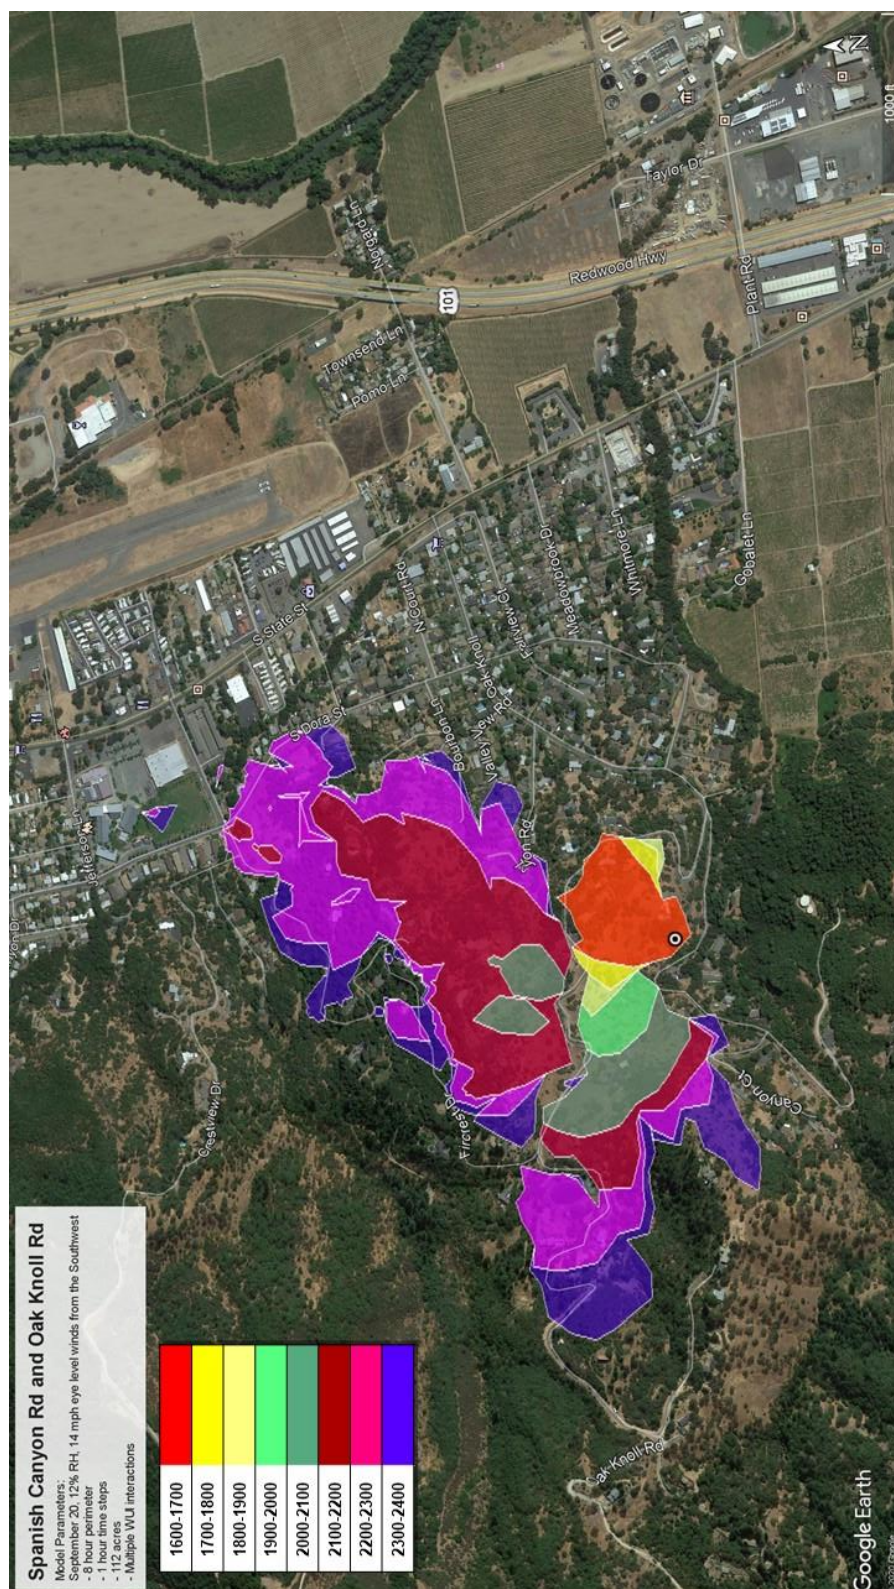 Spanish Canyon Rd and Oak Knoll Rd
Model Parameters:
September 20, 12% RH, 14 mph eye level winds from the Southwest
- 8 hour perimeter
- 1 hour time steps
- 112 acres
- Multiple WUI interactions
1600-1700
1700-1800
1800-1900
1900-2000
2000-2100
2100-2200
2200-2300
2300-2400
Jefferson Ln
Crestview Dr
S Dora St
S State St
Townsend Ln
Pomo Ln
Norgard Ln
101
Redwood Hwy
Taylor Dr
Plant Rd
N Court Rd
Bourbon Ln
Valley View Rd
Oak Knoll
Fairview Ct
Meadowbrook Dr
Whitmore Ln
Gobalet Ln
Fircrest Dr
Canyon Ct
Oak Knoll Rd
Google Earth
N
1000 ft